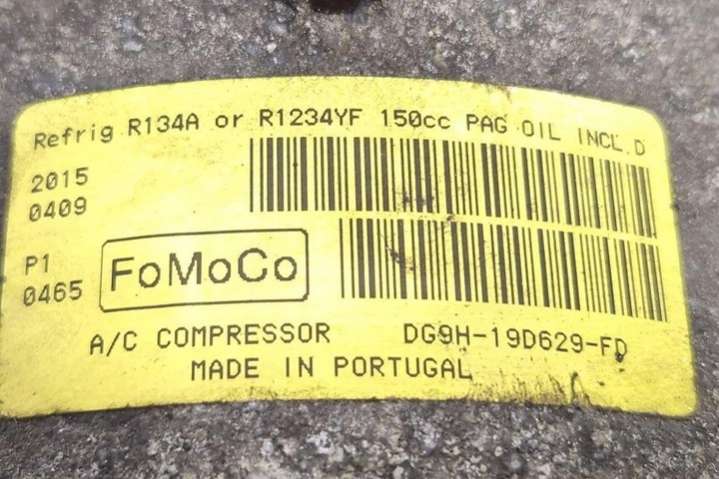 Refrig R134A or R1234YF 150cc PAG OIL INCL.D
2015
0409
P1
0465
FoMoCo
A/C COMPRESSOR DG9H-19D629-FD
MADE IN PORTUGAL